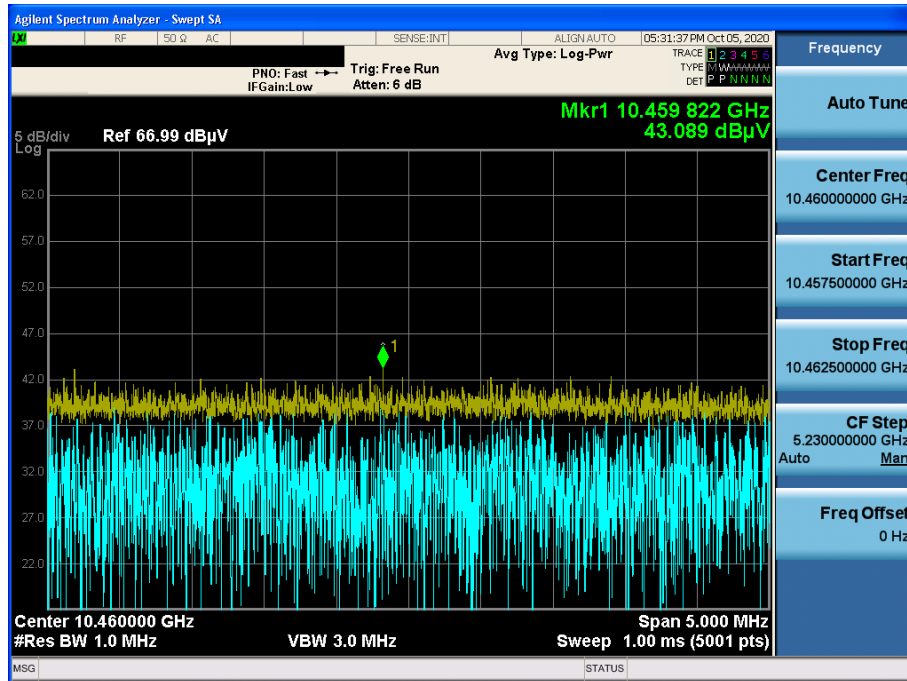 Agilent Spectrum Analyzer - Swept SA
LXI RF 50 Ω AC SENSE:INT ALIGN AUTO 05:31:37 PM Oct 05, 2020
PNO: Fast Trig: Free Run Avg Type: Log-Pwr TRACE 1 2 3 4 5 6
IFGain:Low Atten: 6 dB TYPE M W W W W W
DET P P N N N N
Mkr1 10.459 822 GHz
43.089 dBµV
5 dB/div Ref 66.99 dBµV
Log
62.0
57.0
52.0
47.0
1
42.0
37.0
32.0
27.0
22.0
Center 10.460000 GHz Span 5.000 MHz
#Res BW 1.0 MHz VBW 3.0 MHz Sweep 1.00 ms (5001 pts)
MSG STATUS
Frequency
Auto Tune
Center Freq
10.460000000 GHz
Start Freq
10.457500000 GHz
Stop Freq
10.462500000 GHz
CF Step
5.230000000 GHz
Auto Man
Freq Offset
0 Hz